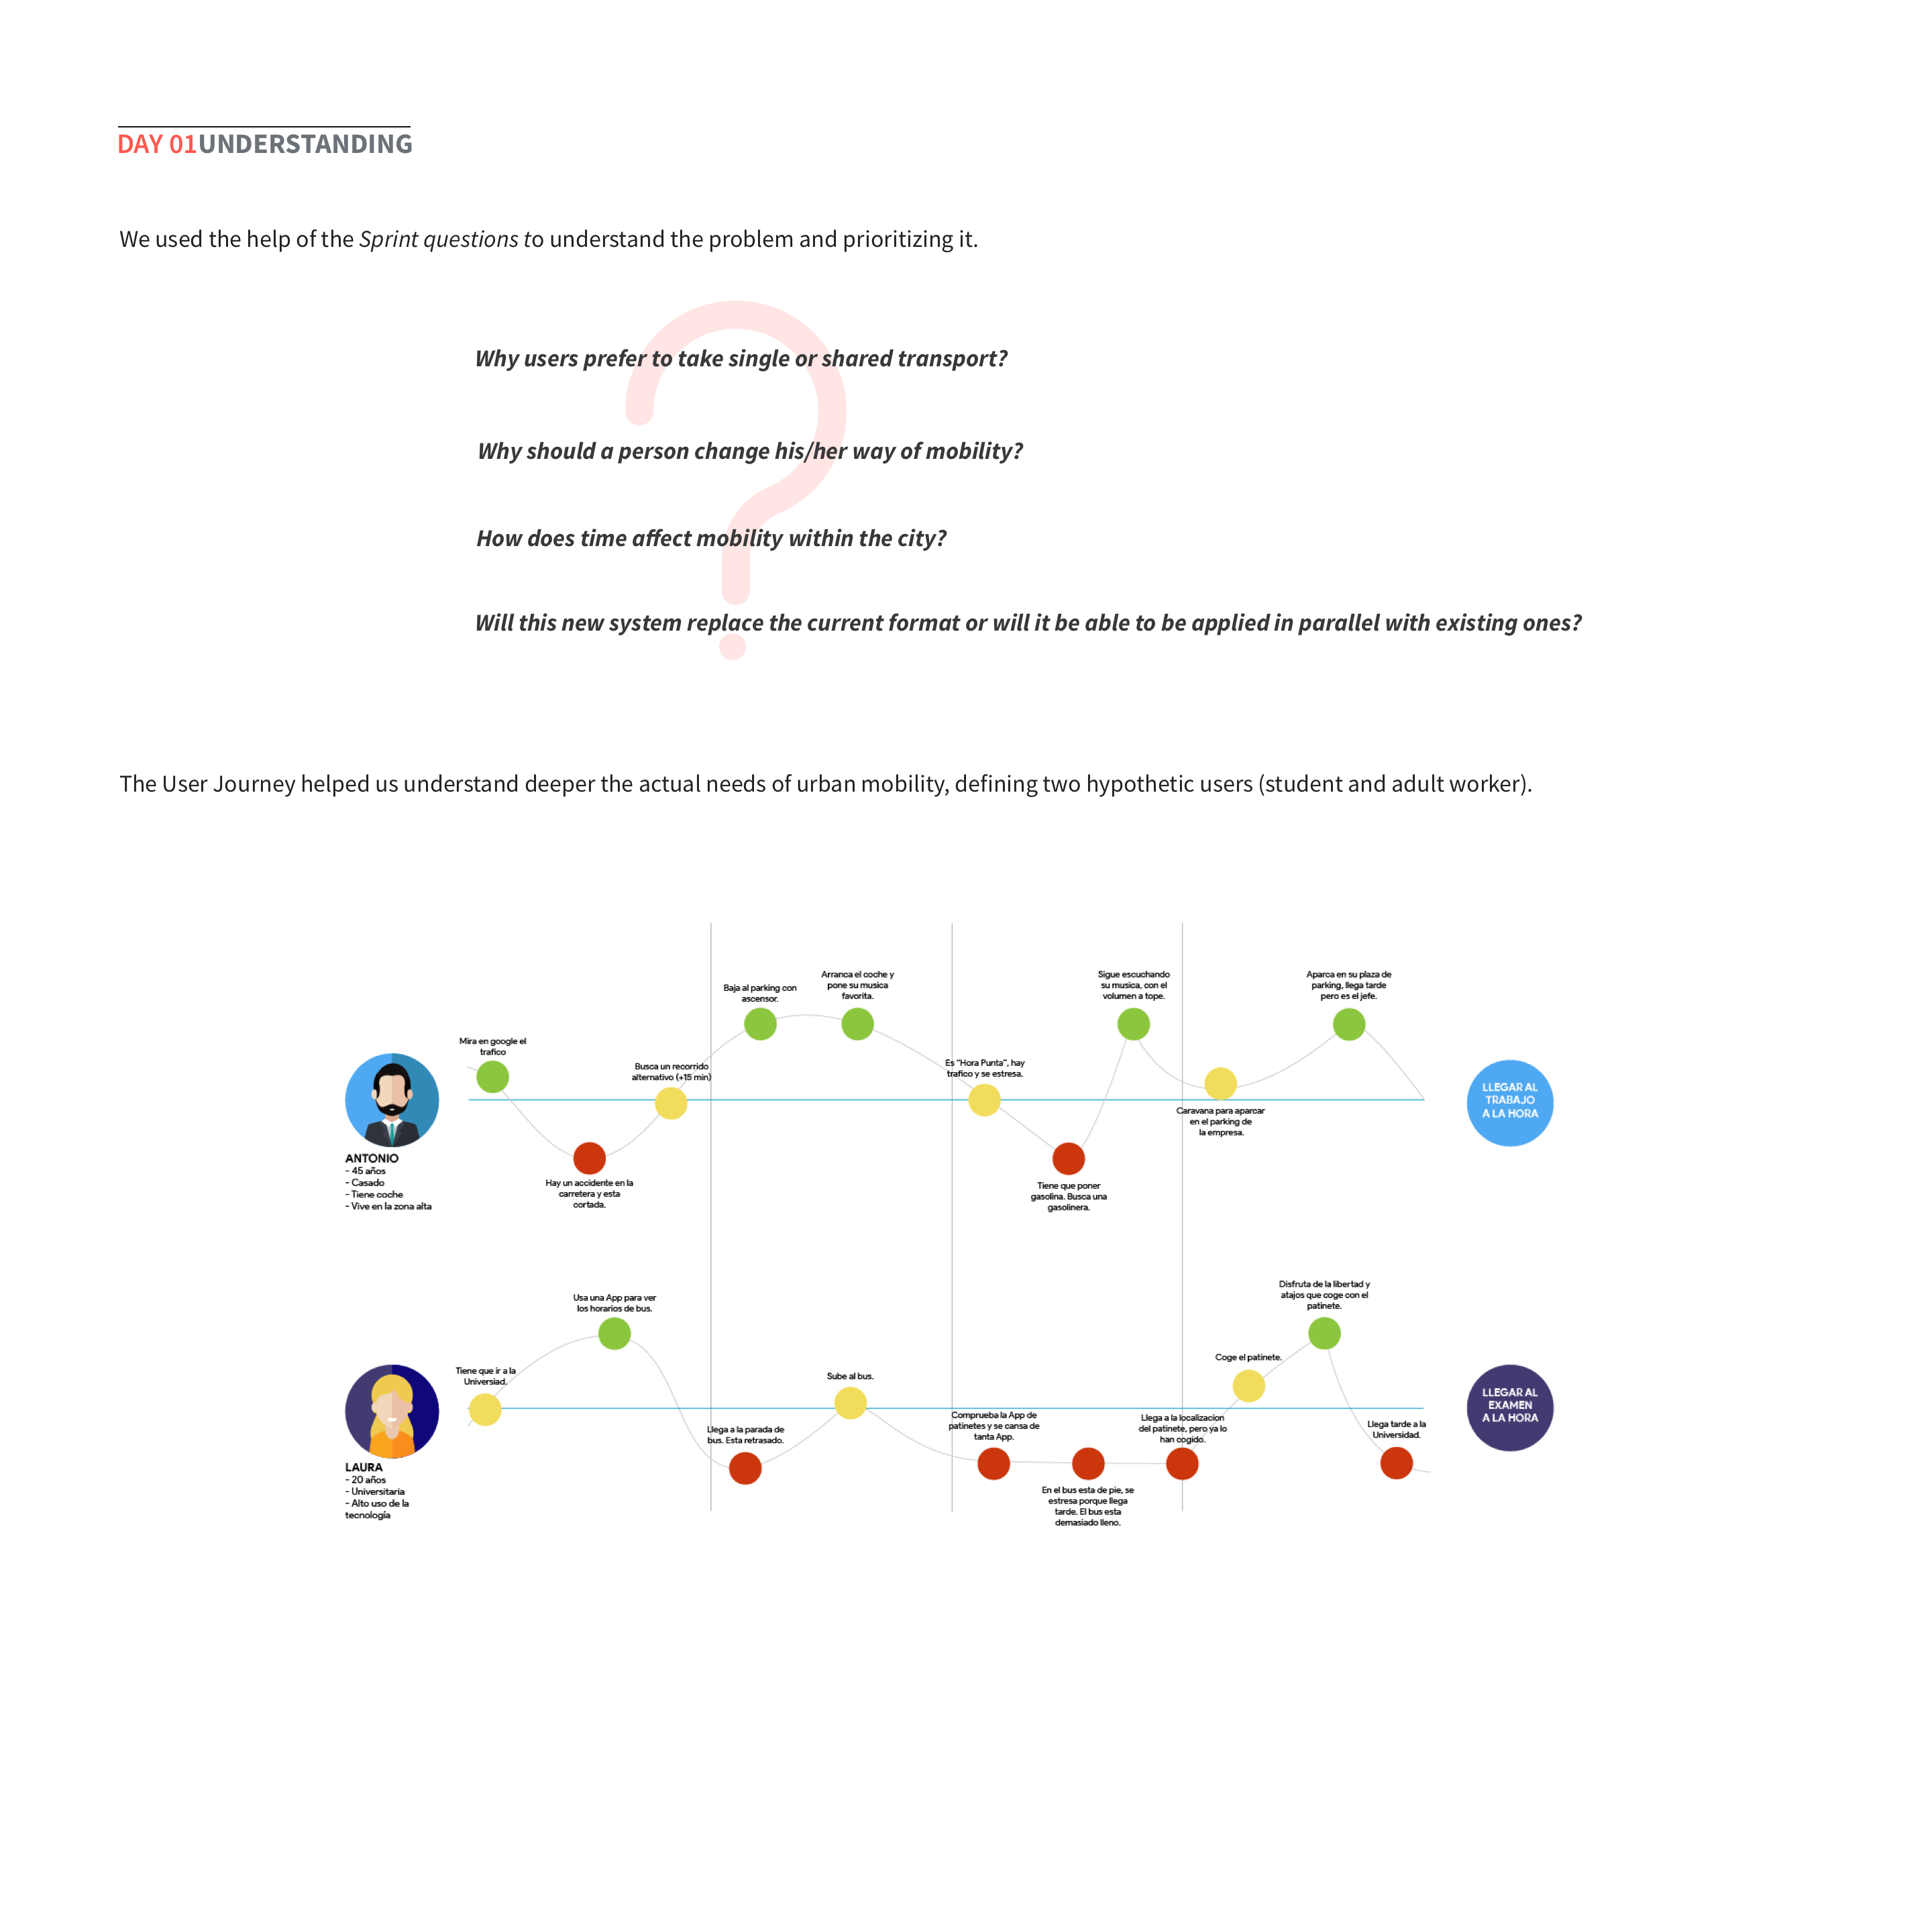 DAY 01UNDERSTANDING
We used the help of the Sprint questions to understand the problem and prioritizing it.
Why users prefer to take single or shared transport?
Why should a person change his/her way of mobility?
How does time affect mobility within the city?
Will this new system replace the current format or will it be able to be applied in parallel with existing ones?
The User Journey helped us understand deeper the actual needs of urban mobility, defining two hypothetic users (student and adult worker).
ANTONIO
- 45 años
- Casado
- Tiene coche
- Vive en la zona alta
Mira en google el
trafico
Hay un accidente en la
carretera y esta
cortada.
Busca un recorrido
alternativo (+15 min)
Baja al parking con
ascensor.
Arranca el coche y
pone su musica
favorita.
Es "Hora Punta", hay
trafico y se estresa.
Tiene que poner
gasolina. Busca una
gasolinera.
Sigue escuchando
su musica, con el
volumen a tope.
Caravana para aparcar
en el parking de
la empresa.
Aparca en su plaza de
parking, llega tarde
pero es el jefe.
LLEGAR AL
TRABAJO
A LA HORA
LAURA
- 20 años
- Universitaria
- Alto uso de la
tecnología
Tiene que ir a la
Universiad.
Usa una App para ver
los horarios de bus.
Llega a la parada de
bus. Esta retrasado.
Sube al bus.
Comprueba la App de
patinetes y se cansa de
tanta App.
En el bus esta de pie, se
estresa porque llega
tarde. El bus esta
demasiado lleno.
Llega a la localizacion
del patinete, pero ya lo
han cogido.
Coge el patinete.
Disfruta de la libertad y
atajos que coge con el
patinete.
Llega tarde a la
Universidad.
LLEGAR AL
EXAMEN
A LA HORA